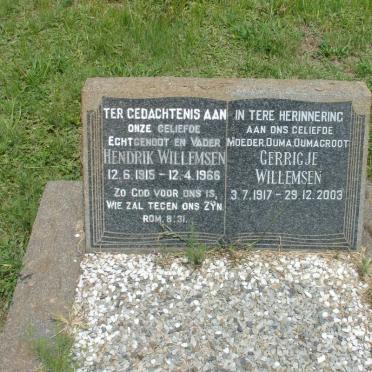 TER GEDACHTENIS AAN
ONZE GELIEFDE
ECHTGENOOT EN VADER
HENDRIK WILLEMSEN
12.6.1915 - 12.4.1966
ZO GOD VOOR ONS IS,
WIE ZAL TEGEN ONS ZYN
ROM. 8:31.
IN TERE HERINNERING
AAN ONS GELIEFDE
MOEDER, OUMA, OUMAGROOT
GERRIGJE
WILLEMSEN
3.7.1917 - 29.12.2003